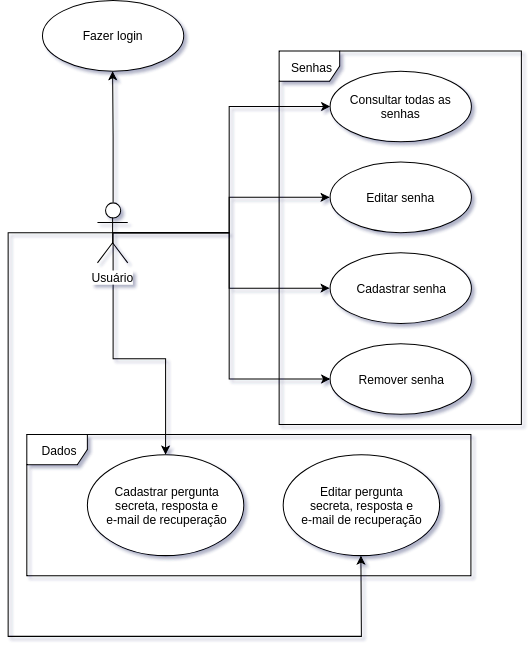 Fazer login
Senhas
Consultar todas as
senhas
Editar senha
Cadastrar senha
Remover senha
Usuário
Dados
Cadastrar pergunta
secreta, resposta e
e-mail de recuperação
Editar pergunta
secreta, resposta e
e-mail de recuperação